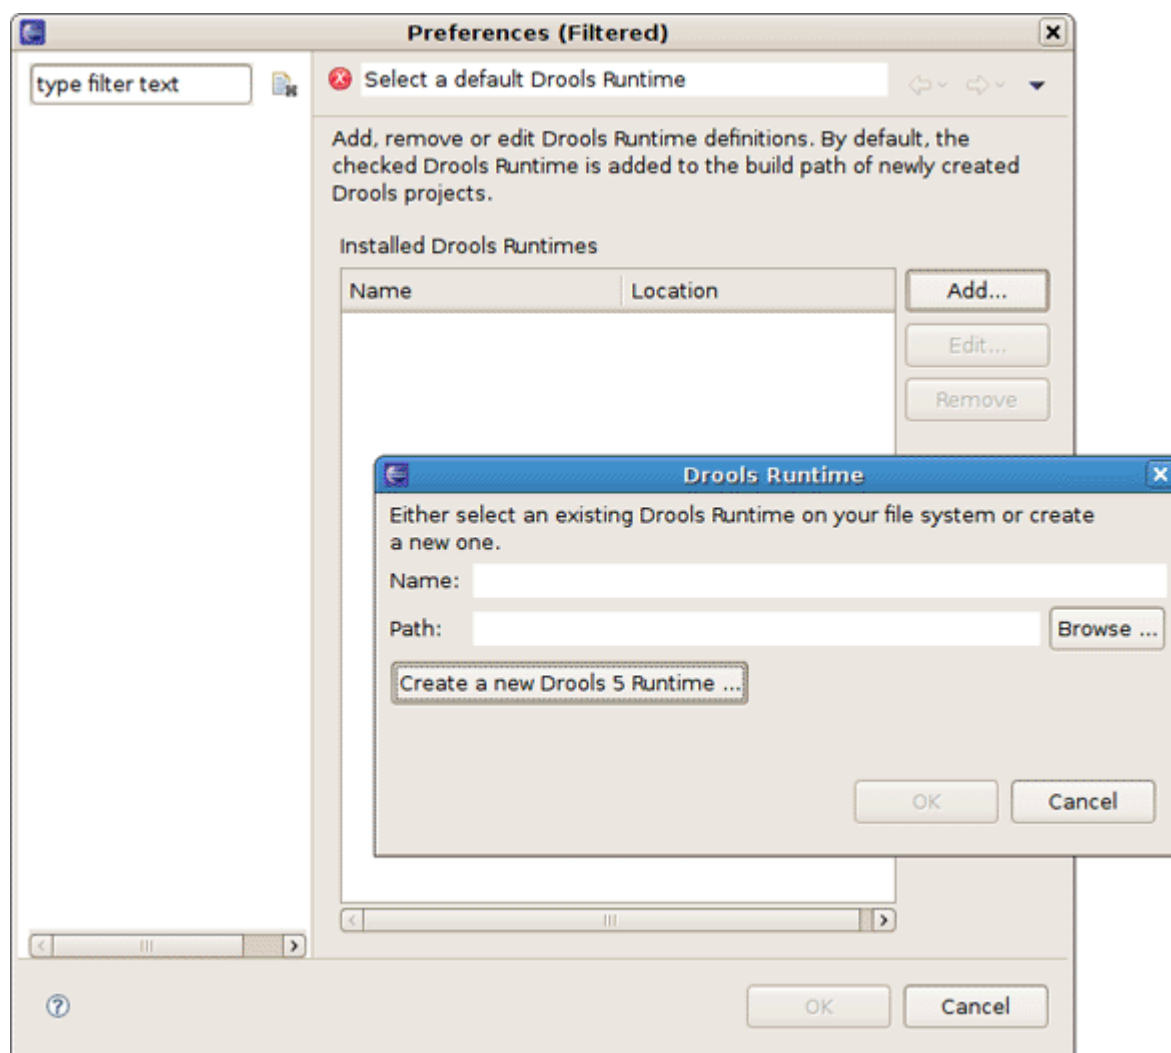 Preferences (Filtered)
type filter text
Select a default Drools Runtime
Add, remove or edit Drools Runtime definitions. By default, the
checked Drools Runtime is added to the build path of newly created
Drools projects.
Installed Drools Runtimes
Name Location
Add...
Edit...
Remove
Drools Runtime
Either select an existing Drools Runtime on your file system or create
a new one.
Name:
Path:
Browse ...
Create a new Drools 5 Runtime ...
OK Cancel
OK Cancel